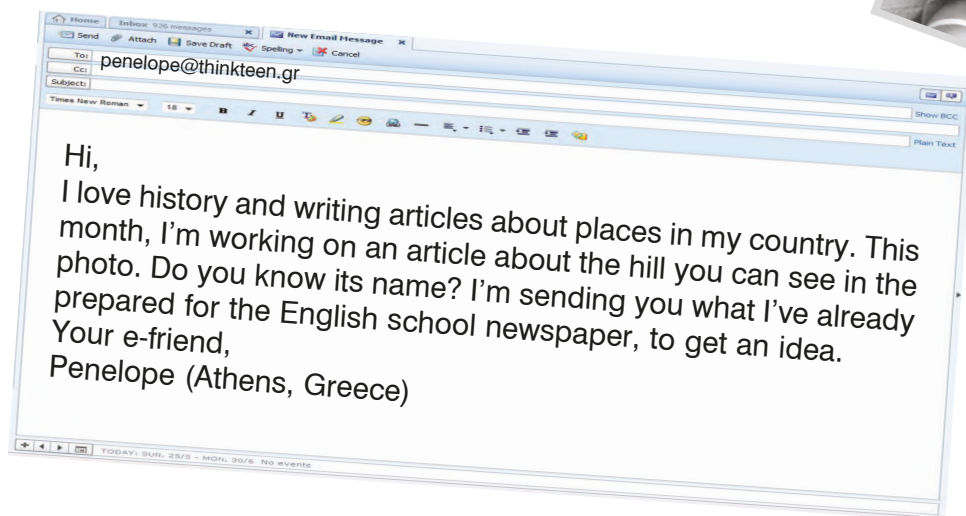 Home Inbox 926 messages New Email Message
Send Attach Save Draft Spelling Cancel
To: penelope@thinkteen.gr
Cc:
Show BCC
Subject:
Times New Roman 18 B I U Plain Text
Hi,
I love history and writing articles about places in my country. This
month, I'm working on an article about the hill you can see in the
photo. Do you know its name? I'm sending you what I've already
prepared for the English school newspaper, to get an idea.
Your e-friend,
Penelope (Athens, Greece)
TODAY: SUN, 25/5 - MON, 30/6 No events